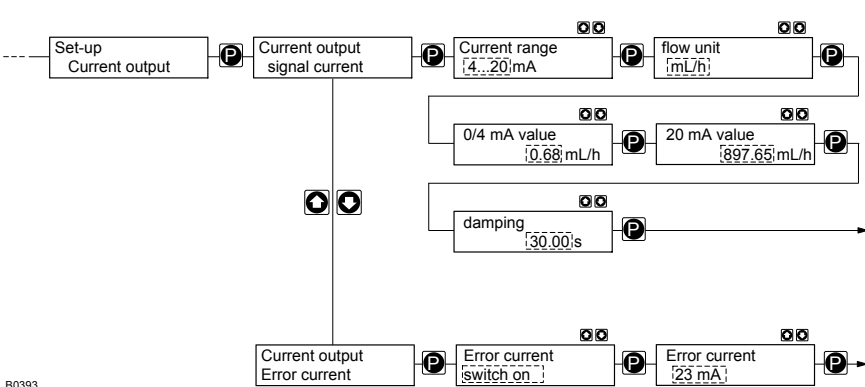 Set-up
Current output
P
Current output
signal current
P
Current range
4...20 mA
P
flow unit
mL/h
P
0/4 mA value
0.68 mL/h
P
20 mA value
897.65 mL/h
P
damping
30.00 s
P
Current output
Error current
P
Error current
switch on
P
Error current
23 mA
P
B0393